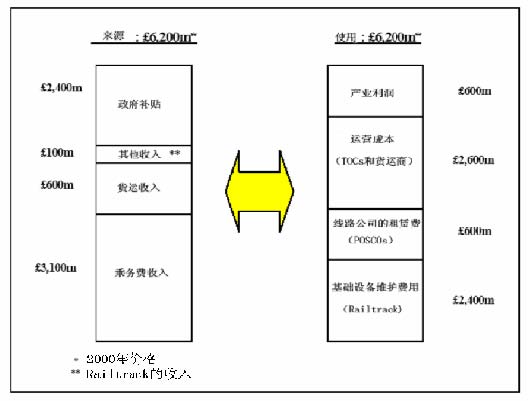 来源 : £6,200m*
使用 : £6,200m*
£2,400m
政府补贴
£100m
其他收入 **
£600m
货运收入
£3,100m
乘务费收入
产业利润
£600m
运营成本
(TOCs和货运商)
£2,600m
线路公司的租赁费
(POSCOs)
£600m
基础设备维护费用
(Railtrack)
£2,400m
* 2000年价格
** Railtrack的收入